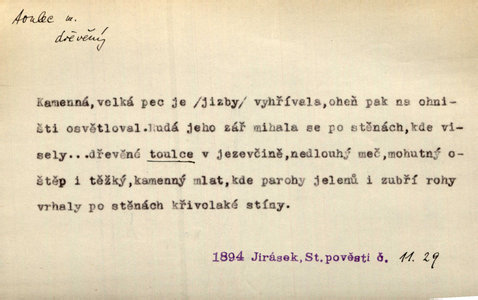 toulec m.
dřěvěný
Kamenná,velká pec je /jizby/ vyhřívala,oheň pak na ohni-
šti osvětloval.Rudá jeho zář míhala se po stěnách,kde vi-
sely...dřevěné toulce v jezevčině,nedlouhý meč,mohutný o-
štěp i těžký,kamenný mlat,kde parohy jelenů i zubří rohy
vrhaly po stěnách křivolaké stíny.
1894 Jirásek,St.pověsti č. 11. 29